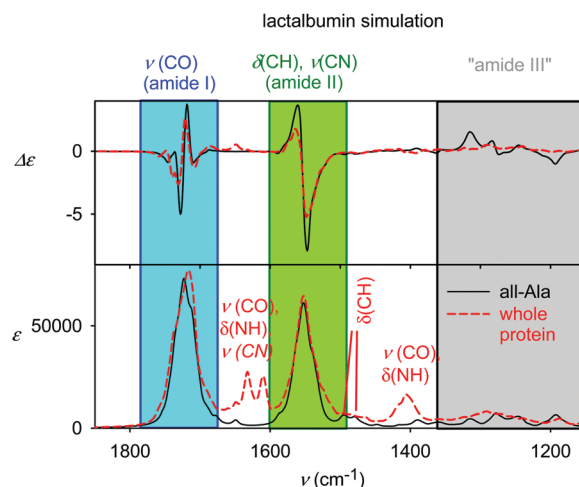 lactalbumin simulation
ν (CO)
(amide I)
δ(CH), ν(CN)
(amide II)
"amide III"
Δε
0
-5
ν (CO),
δ(NH),
ν (CN)
δ(CH)
ν (CO),
δ(NH)
all-Ala
whole
protein
ε
50000
0
1800
1600
1400
1200
ν (cm⁻¹)